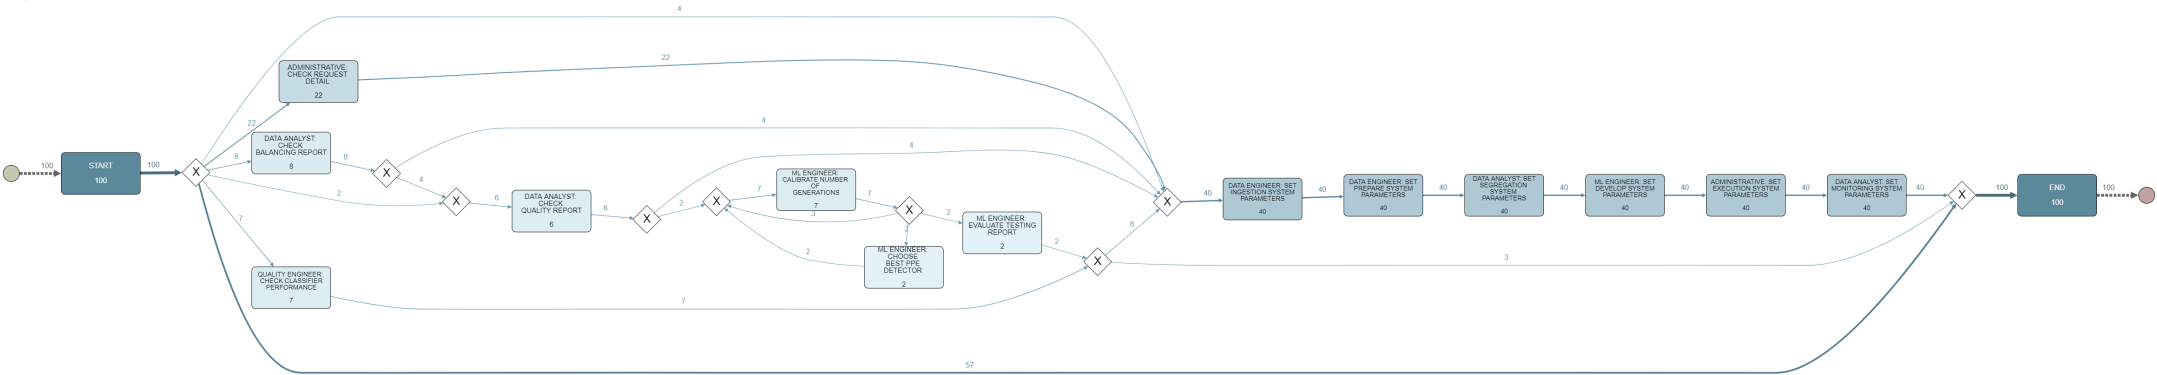 4
ADMINISTRATIVE:
CHECK REQUEST
DETAIL
22
22
22
DATA ANALYST:
CHECK
BALANCING REPORT
8
8
8
4
4
2
100
START
100
100
X
X
X
6
DATA ANALYST:
CHECK
QUALITY REPORT
6
6
X
4
2
X
7
ML ENGINEER:
CALIBRATE NUMBER
OF
GENERATIONS
7
7
3
X
2
2
ML ENGINEER:
CHOOSE
BEST PPE
DETECTOR
2
2
ML ENGINEER:
EVALUATE TESTING
REPORT
2
2
X
7
QUALITY ENGINEER:
CHECK CLASSIFIER
PERFORMANCE
7
7
6
3
57
X
40
DATA ENGINEER: SET
INGESTION SYSTEM
PARAMETERS
40
40
DATA ENGINEER: SET
PREPARE SYSTEM
PARAMETERS
40
40
DATA ANALYST: SET
SEGREGATION
SYSTEM
PARAMETERS
40
40
ML ENGINEER: SET
DEVELOP SYSTEM
PARAMETERS
40
40
ADMINISTRATIVE: SET
EXECUTION SYSTEM
PARAMETERS
40
40
DATA ANALYST: SET
MONITORING SYSTEM
PARAMETERS
40
40
X
100
END
100
100